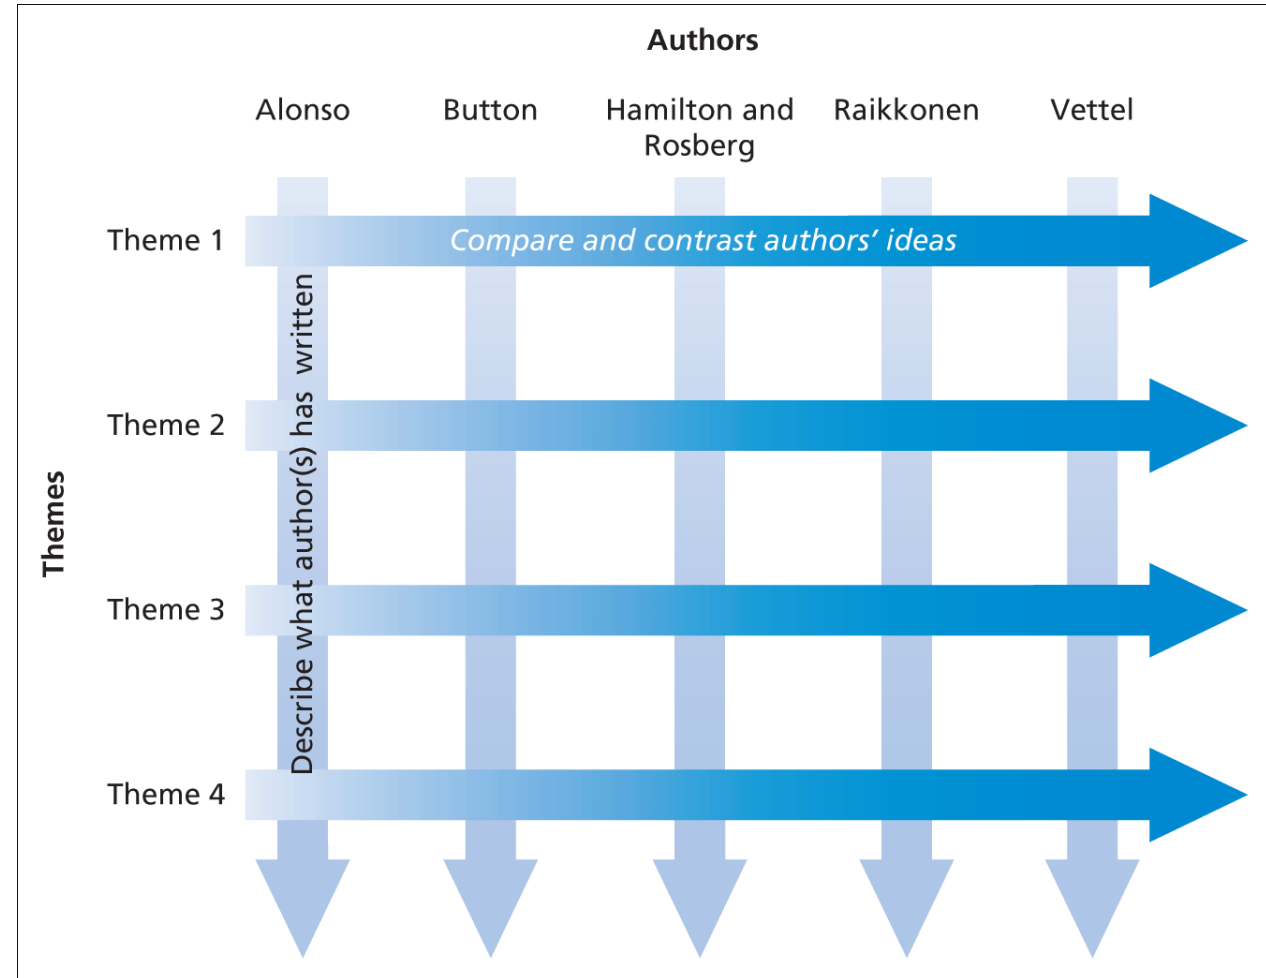 Authors
Alonso
Button
Hamilton and
Rosberg
Raikkonen
Vettel
Theme 1
Compare and contrast authors’ ideas
Describe what author(s) has written
Theme 2
Themes
Theme 3
Theme 4